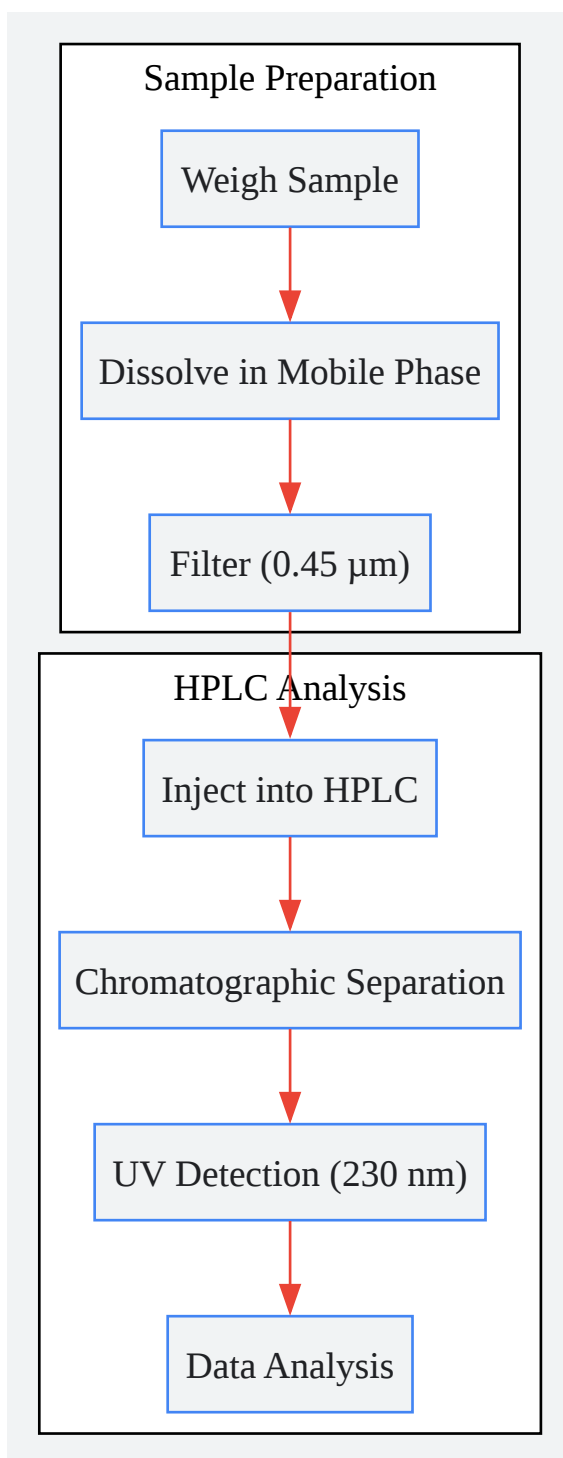 Sample Preparation
Weigh Sample
Dissolve in Mobile Phase
Filter (0.45 µm)
HPLC Analysis
Inject into HPLC
Chromatographic Separation
UV Detection (230 nm)
Data Analysis